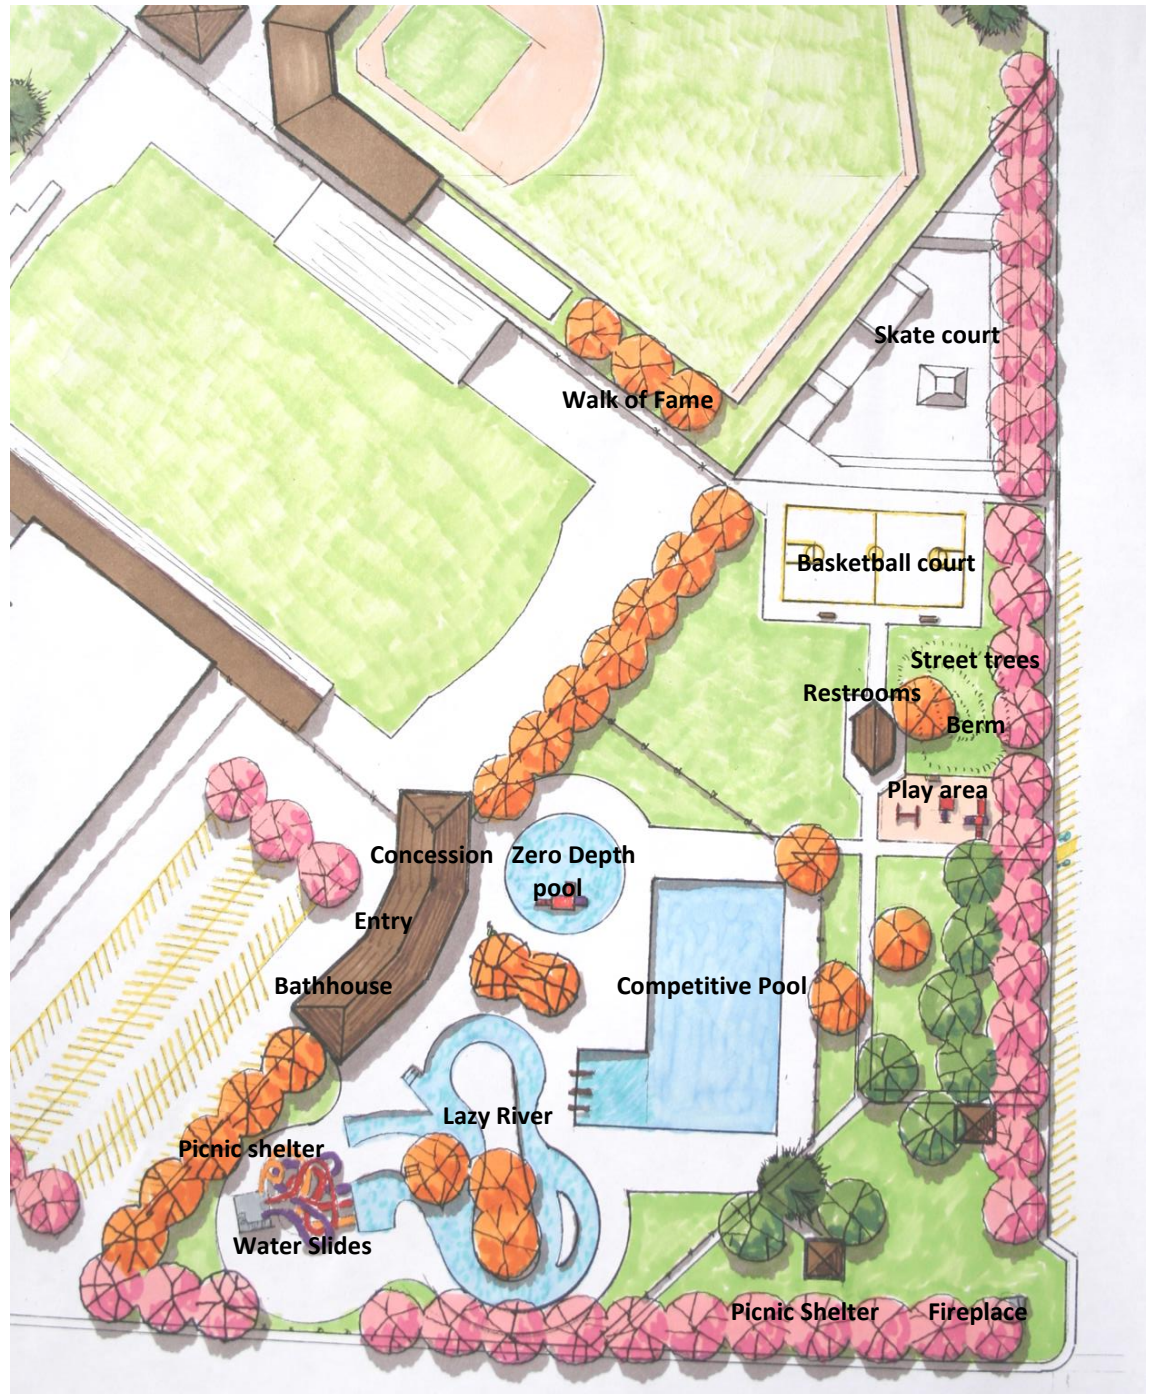 Skate court
Walk of Fame
Basketball court
Street trees
Restrooms
Berm
Play area
Concession
Zero Depth
pool
Entry
Bathhouse
Competitive Pool
Lazy River
Picnic shelter
Water Slides
Picnic Shelter
Fireplace